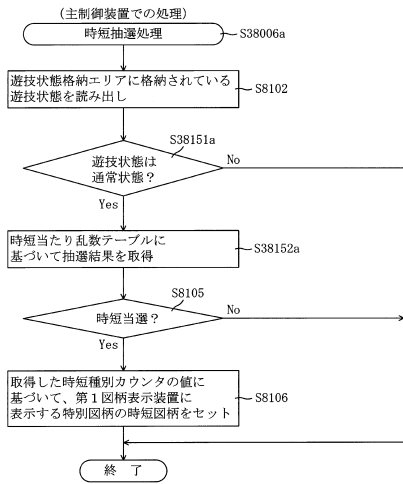 (主制御装置での処理)
時短抽選処理
S38006a
遊技状態格納エリアに格納されている
遊技状態を読み出し
S8102
S38151a
遊技状態は
通常状態?
No
Yes
時短当たり乱数テーブルに
基づいて抽選結果を取得
S38152a
S8105
時短当選?
No
Yes
取得した時短種別カウンタの値に
基づいて、第1図柄表示装置に
表示する特別図柄の時短図柄をセット
S8106
終 了